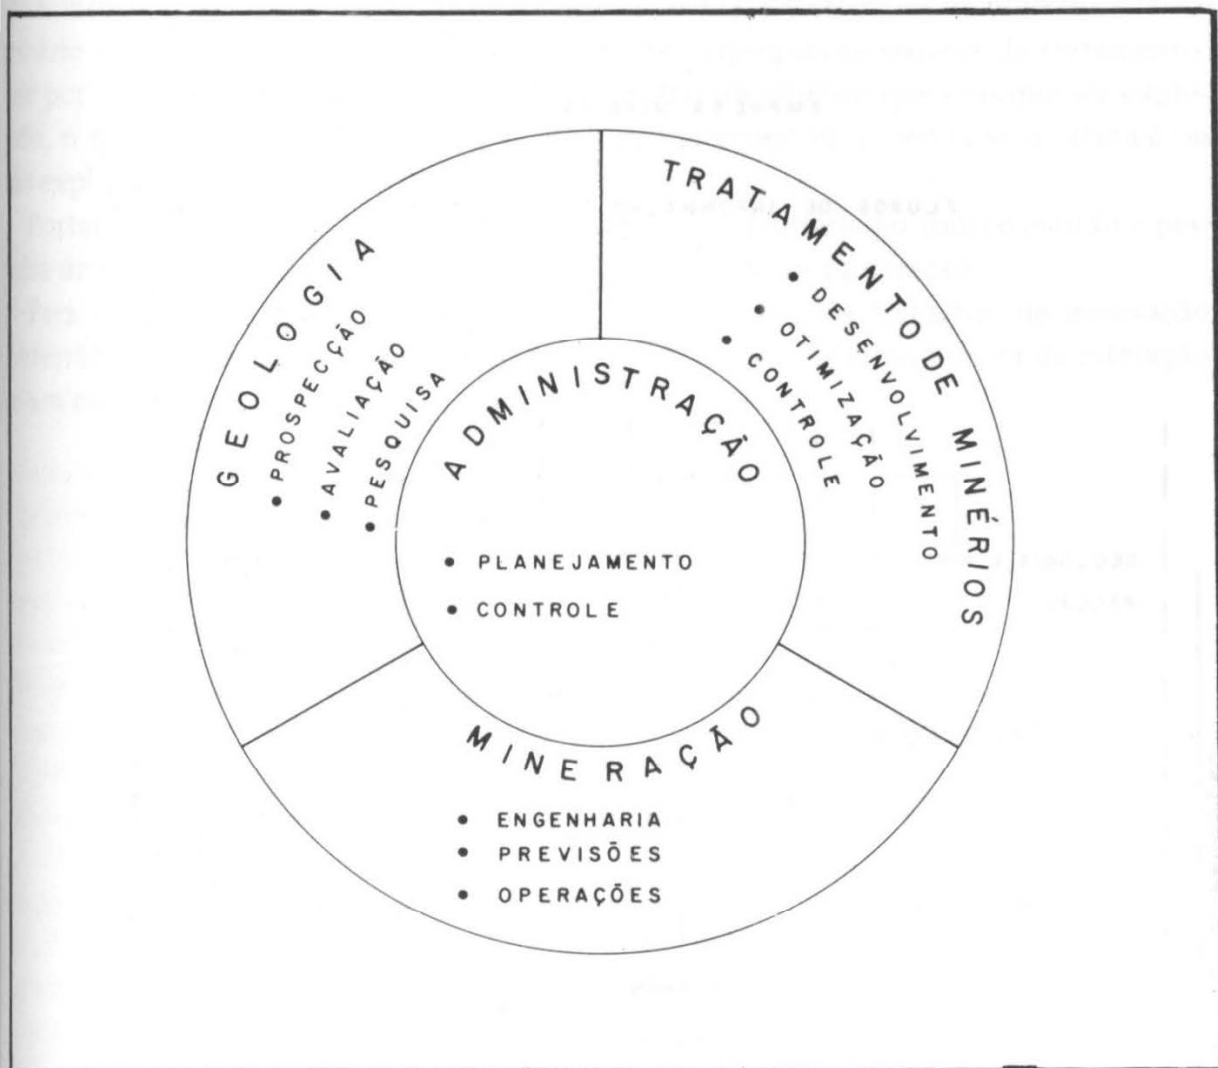 GEOLOGIA
• PROSPECÇÃO
• AVALIAÇÃO
• PESQUISA
TRATAMENTO DE MINÉRIOS
• DESENVOLVIMENTO
• OTIMIZAÇÃO
• CONTROLE
ADMINISTRAÇÃO
• PLANEJAMENTO
• CONTROLE
MINERAÇÃO
• ENGENHARIA
• PREVISÕES
• OPERAÇÕES